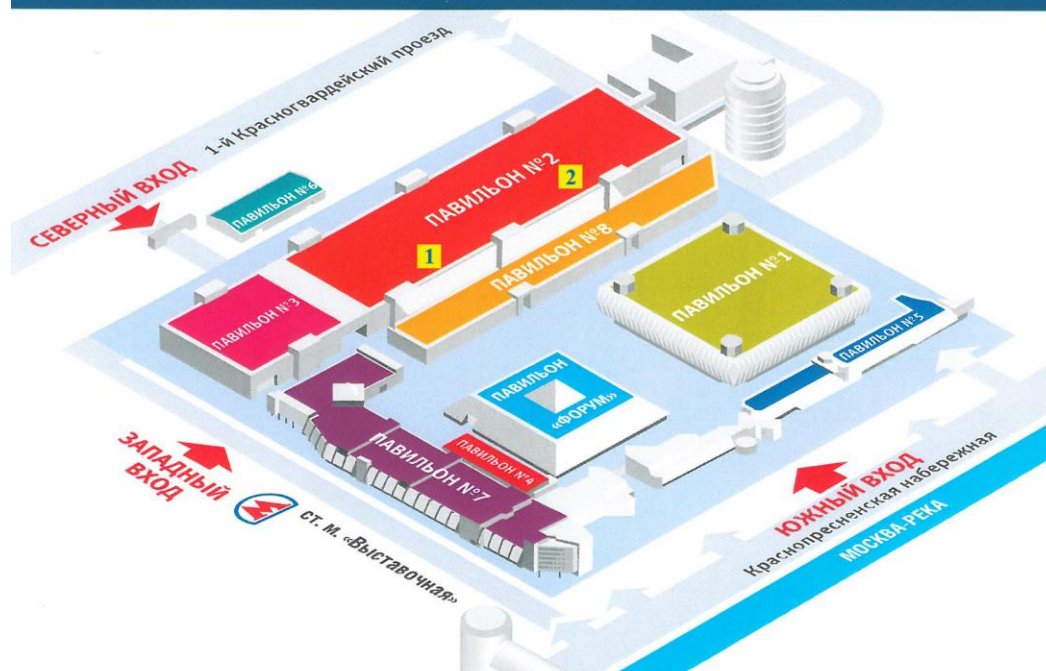 1-й Красногвардейский проезд
СЕВЕРНЫЙ ВХОД
ПАВИЛЬОН №6
ПАВИЛЬОН №2
2
1
ПАВИЛЬОН №8
ПАВИЛЬОН №3
ПАВИЛЬОН №1
ПАВИЛЬОН №5
ПАВИЛЬОН
«ФОРУМ»
ПАВИЛЬОН №4
ПАВИЛЬОН №7
ЗАПАДНЫЙ
ВХОД
М
ст. м. «Выставочная»
ЮЖНЫЙ ВХОД
Краснопресненская набережная
МОСКВА-РЕКА